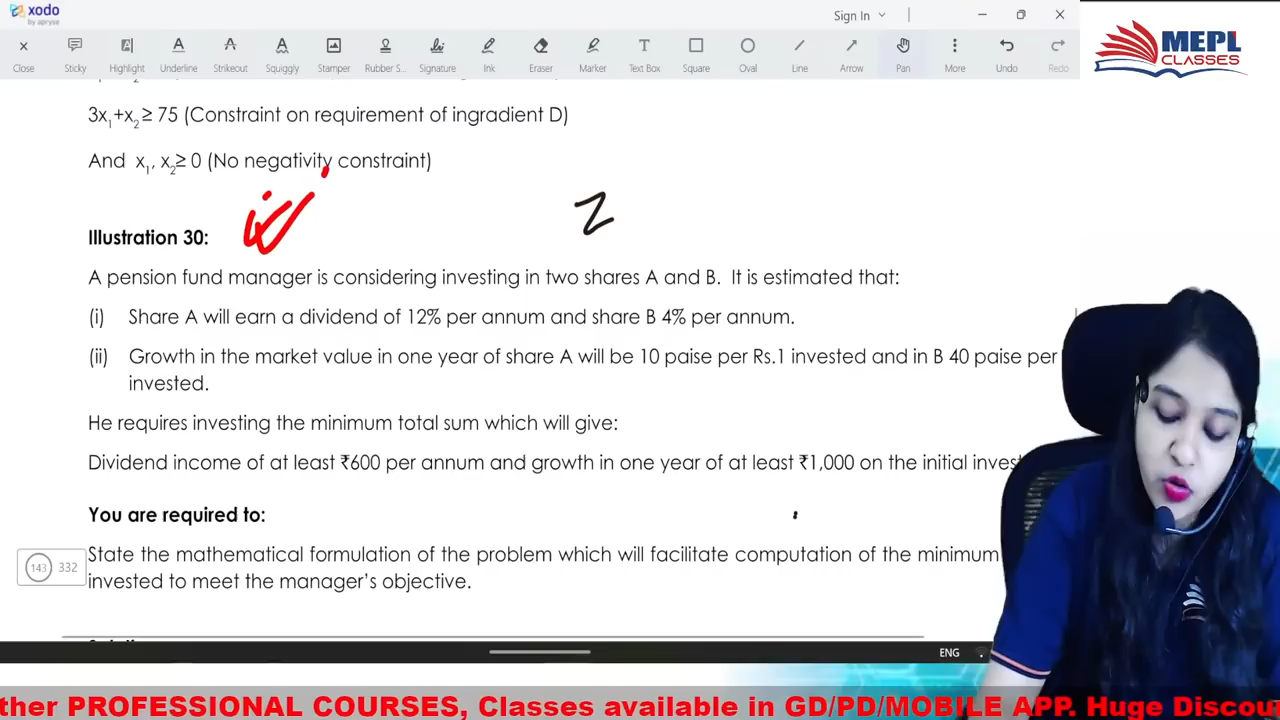 xodo
by apryse
Sign In
Close Sticky Highlight Underline Strikeout Squiggly Stamper Rubber Signature Eraser Marker Text Box Square Oval Line Arrow Pan More Undo Redo
MEPL
CLASSES
3x₁+x₂ ≥ 75 (Constraint on requirement of ingradient D)
And x₁, x₂≥ 0 (No negativity constraint)
Illustration 30:
Z
A pension fund manager is considering investing in two shares A and B. It is estimated that:
(i) Share A will earn a dividend of 12% per annum and share B 4% per annum.
(ii) Growth in the market value in one year of share A will be 10 paise per Rs.1 invested and in B 40 paise per
invested.
He requires investing the minimum total sum which will give:
Dividend income of at least ₹600 per annum and growth in one year of at least ₹1,000 on the initial invest
You are required to:
State the mathematical formulation of the problem which will facilitate computation of the minimum
invested to meet the manager's objective.
143 332
ENG
ther PROFESSIONAL COURSES, Classes available in GD/PD/MOBILE APP. Huge Discou